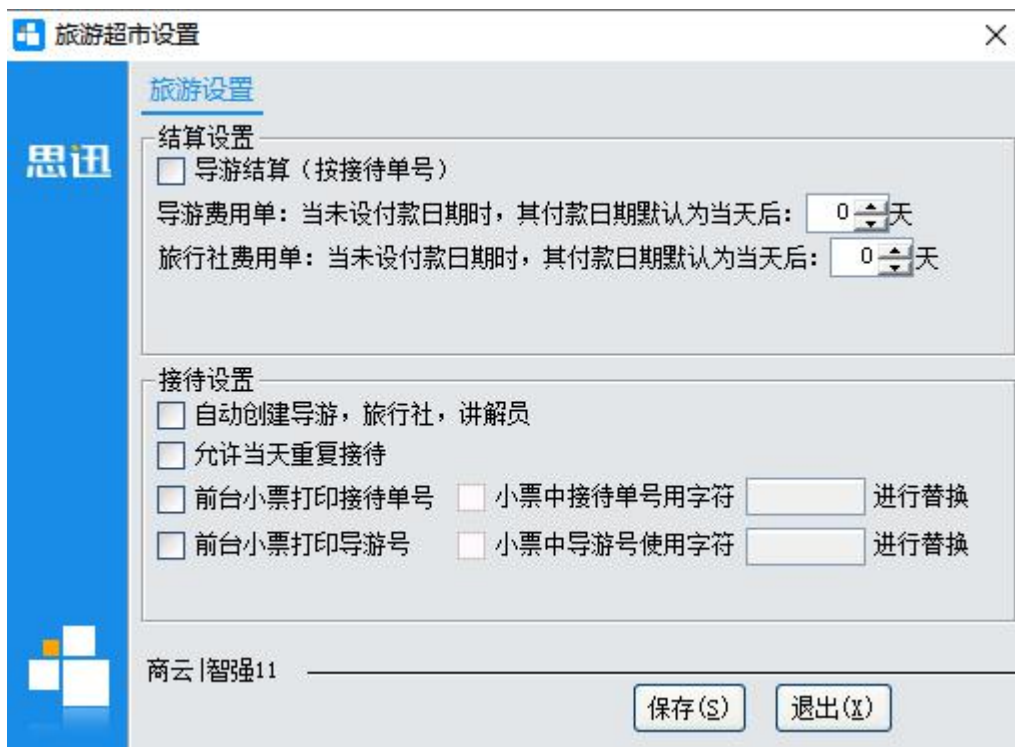 旅游超市设置
旅游设置
思迅
结算设置
导游结算（按接待单号）
导游费用单：当未设付款日期时，其付款日期默认为当天后： 0 天
旅行社费用单：当未设付款日期时，其付款日期默认为当天后： 0 天
接待设置
自动创建导游，旅行社，讲解员
允许当天重复接待
前台小票打印接待单号 小票中接待单号用字符 进行替换
前台小票打印导游号 小票中导游号使用字符 进行替换
商云|智强11
保存(S) 退出(X)